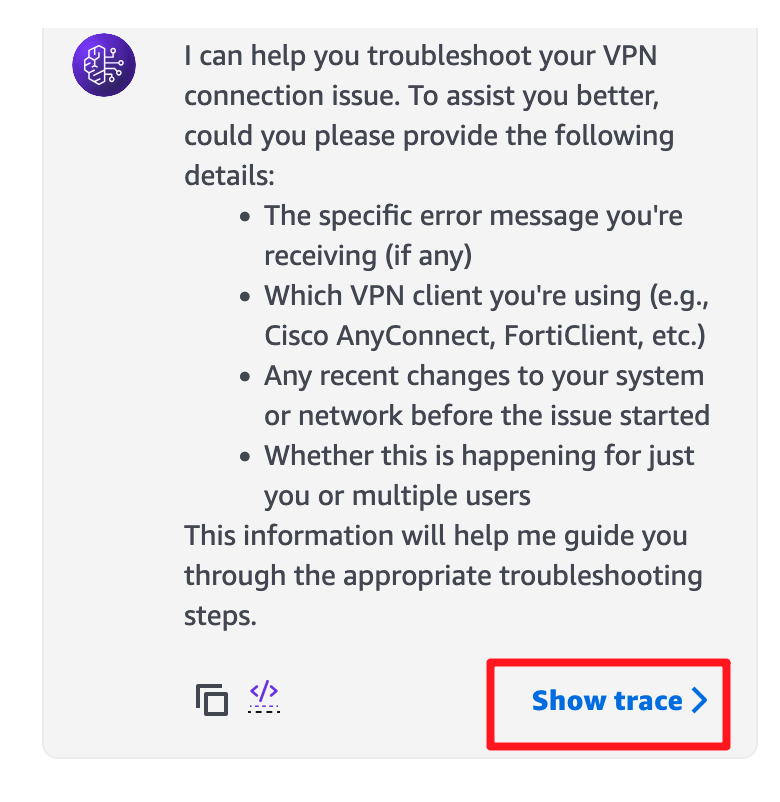 I can help you troubleshoot your VPN
connection issue. To assist you better,
could you please provide the following
details:
• The specific error message you're
receiving (if any)
• Which VPN client you're using (e.g.,
Cisco AnyConnect, FortiClient, etc.)
• Any recent changes to your system
or network before the issue started
• Whether this is happening for just
you or multiple users
This information will help me guide you
through the appropriate troubleshooting
steps.
</> Show trace >